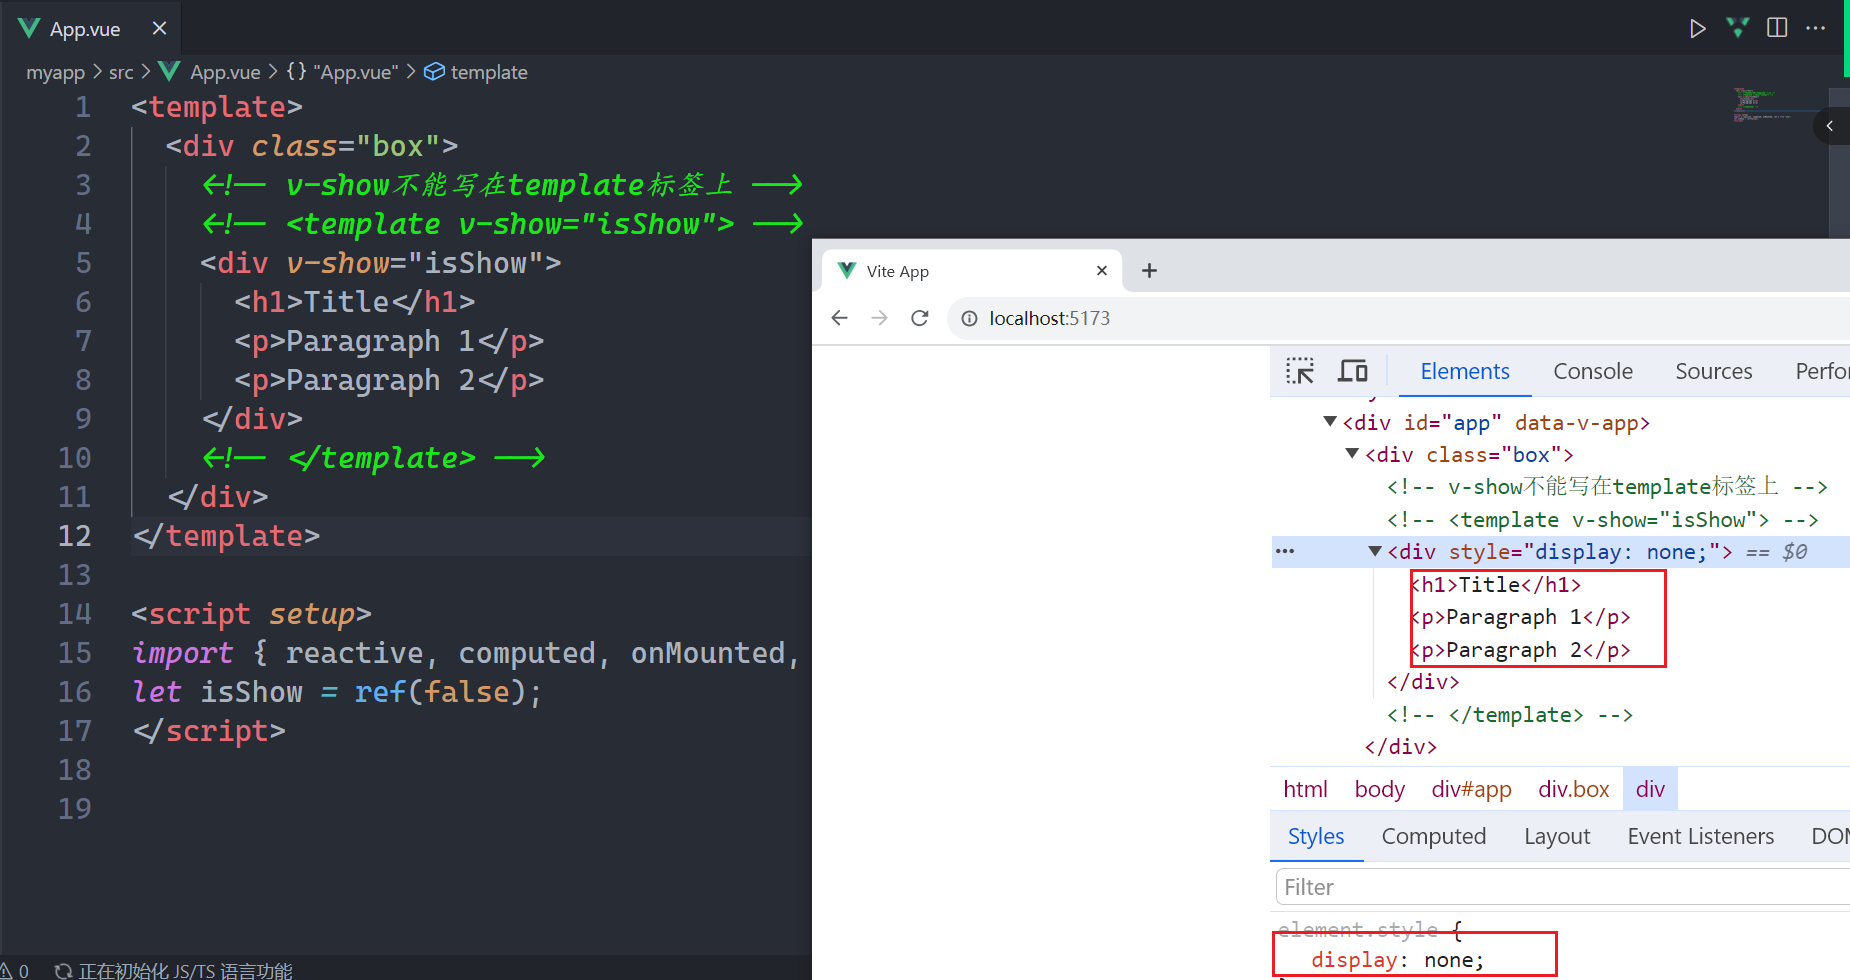 App.vue
myapp > src > App.vue > {} "App.vue" > template
1 <template>
2 <div class="box">
3 <!-- v-show不能写在template标签上 -->
4 <!-- <template v-show="isShow"> -->
5 <div v-show="isShow">
6 <h1>Title</h1>
7 <p>Paragraph 1</p>
8 <p>Paragraph 2</p>
9 </div>
10 <!-- </template> -->
11 </div>
12 </template>
13
14 <script setup>
15 import { reactive, computed, onMounted,
16 let isShow = ref(false);
17 </script>
18
19
0 正在初始化 JS/TS 语言功能
Vite App
localhost:5173
Elements Console Sources Perfor
<div id="app" data-v-app>
<div class="box">
<!-- v-show不能写在template标签上 -->
<!-- <template v-show="isShow"> -->
<div style="display: none;"> == $0
<h1>Title</h1>
<p>Paragraph 1</p>
<p>Paragraph 2</p>
</div>
<!-- </template> -->
</div>
html body div#app div.box div
Styles Computed Layout Event Listeners DOM
Filter
element.style {
display: none;